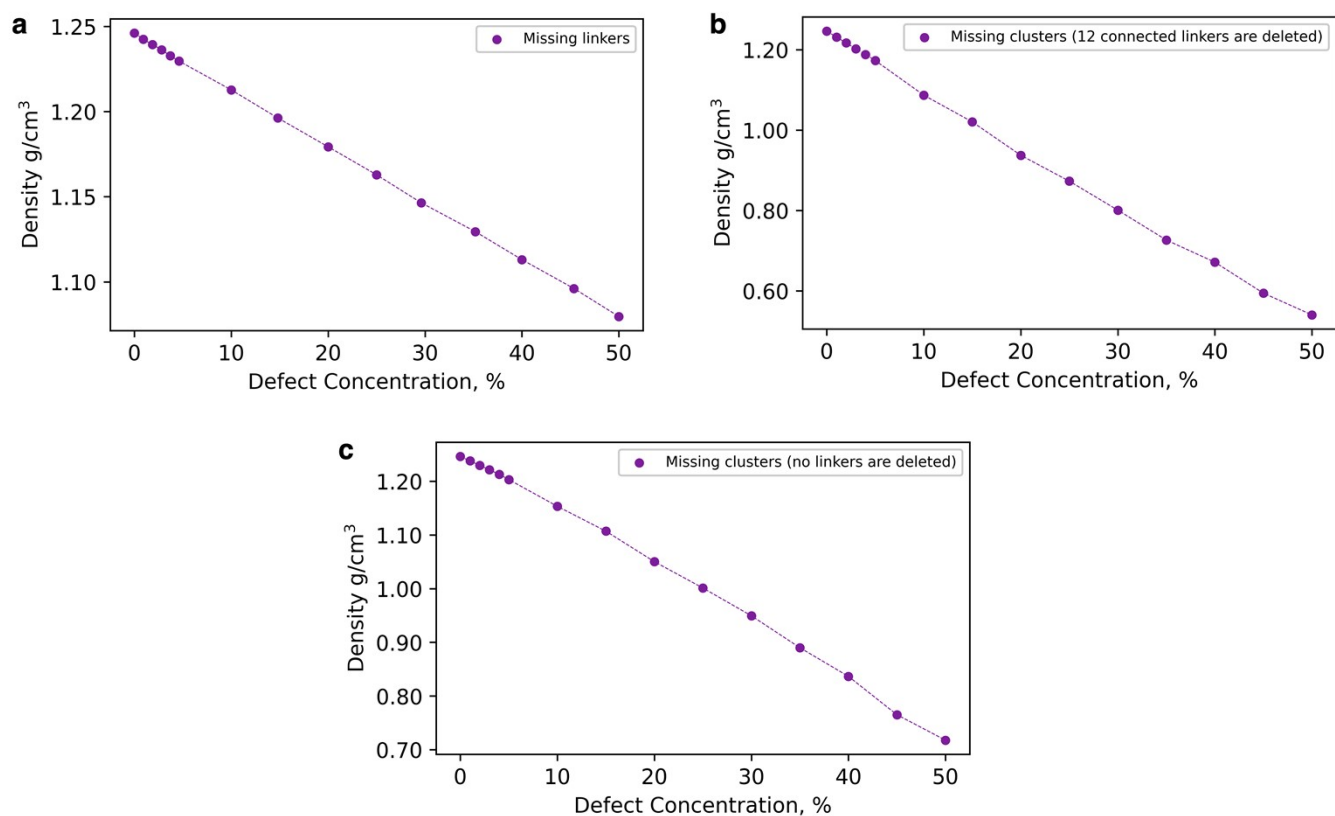 a
Missing linkers
Density g/cm³
1.25
1.20
1.15
1.10
0 10 20 30 40 50
Defect Concentration, %
b
Missing clusters (12 connected linkers are deleted)
Density g/cm³
1.20
1.00
0.80
0.60
0 10 20 30 40 50
Defect Concentration, %
c
Missing clusters (no linkers are deleted)
Density g/cm³
1.20
1.10
1.00
0.90
0.80
0.70
0 10 20 30 40 50
Defect Concentration, %